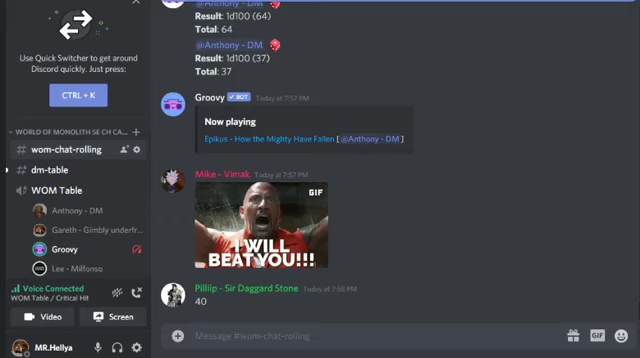 Use Quick Switcher to get around
Discord quickly. Just press:
CTRL + K
WORLD OF MONOLITH SE CH CA...
# wom-chat-rolling
# dm-table
WOM Table
Anthony - DM
Gareth - Gimbly underfr...
Groovy
Lee - Milfonso
Voice Connected
WOM Table / Critical Hit
Video
Screen
MR.Hellya
@Anthony - DM
Result: 1d100 (64)
Total: 64
@Anthony - DM
Result: 1d100 (37)
Total: 37
Groovy ✓ BOT Today at 7:57 PM
Now playing
Epikus - How the Mighty Have Fallen [ @Anthony - DM ]
Mike - Vimak Today at 7:57 PM
GIF
I WILL
BEAT YOU!!!
Pilliip - Sir Daggard Stone Today at 7:58 PM
40
Message #wom-chat-rolling
GIF